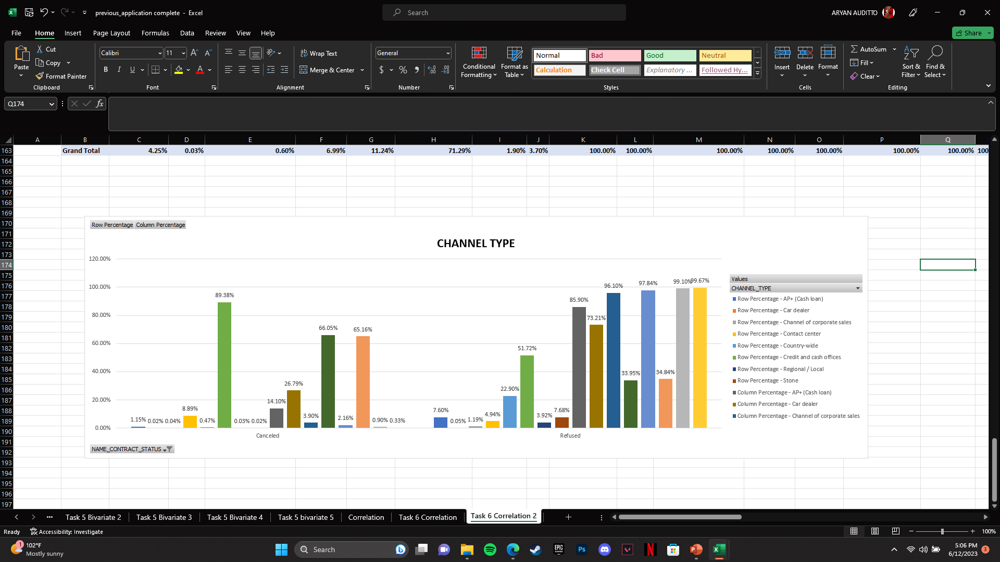 previous_application complete - Excel
Search
ARYAN AUDITTO
File Home Insert Page Layout Formulas Data Review View Help
Share
Paste
Cut
Copy
Format Painter
Clipboard
Calibri 11
B I U
Font
Wrap Text
Merge & Center
Alignment
General
$ % ,
Number
Conditional Formatting
Format as Table
Normal Bad Good Neutral
Calculation Check Cell Explanatory ... Followed Hy...
Styles
Insert Delete Format
Cells
AutoSum
Fill
Clear
Sort & Filter
Find & Select
Editing
Q174
fx
A B C D E F G H I J K L M N O P Q
163 Grand Total 4.25% 0.03% 0.60% 6.99% 11.24% 71.29% 1.90% 3.70% 100.00% 100.00% 100.00% 100.00% 100.00% 100.00% 100.00% 100
164
165
166
167
168
169
170
171
172
173
174
175
176
177
178
179
180
181
182
183
184
185
186
187
188
189
190
191
192
193
194
195
196
197
Row Percentage Column Percentage
CHANNEL TYPE
120.00%
100.00%
80.00%
60.00%
40.00%
20.00%
0.00%
1.15% 0.02% 0.04% 8.89% 0.47% 89.38% 0.03% 0.02% 14.10% 26.79% 3.90% 66.05% 2.16% 65.16% 0.90% 0.33%
7.60% 0.05% 1.19% 4.94% 22.90% 51.72% 3.92% 7.68% 85.90% 73.21% 96.10% 33.95% 97.84% 34.84% 99.10% 99.67%
Canceled Refused
NAME_CONTRACT_STATUS
Values
CHANNEL_TYPE
Row Percentage - AP+ (Cash loan)
Row Percentage - Car dealer
Row Percentage - Channel of corporate sales
Row Percentage - Contact center
Row Percentage - Country-wide
Row Percentage - Credit and cash offices
Row Percentage - Regional / Local
Row Percentage - Stone
Column Percentage - AP+ (Cash loan)
Column Percentage - Car dealer
Column Percentage - Channel of corporate sales
... Task 5 Bivariate 2 Task 5 Bivariate 3 Task 5 Bivariate 4 Task 5 bivariate 5 Correlation Task 6 Correlation Task 6 Correlation 2
Ready Accessibility: Investigate
100%
1
102°F
Mostly sunny
Search
EPIC GAMES
Ps
5:06 PM
6/12/2023
3